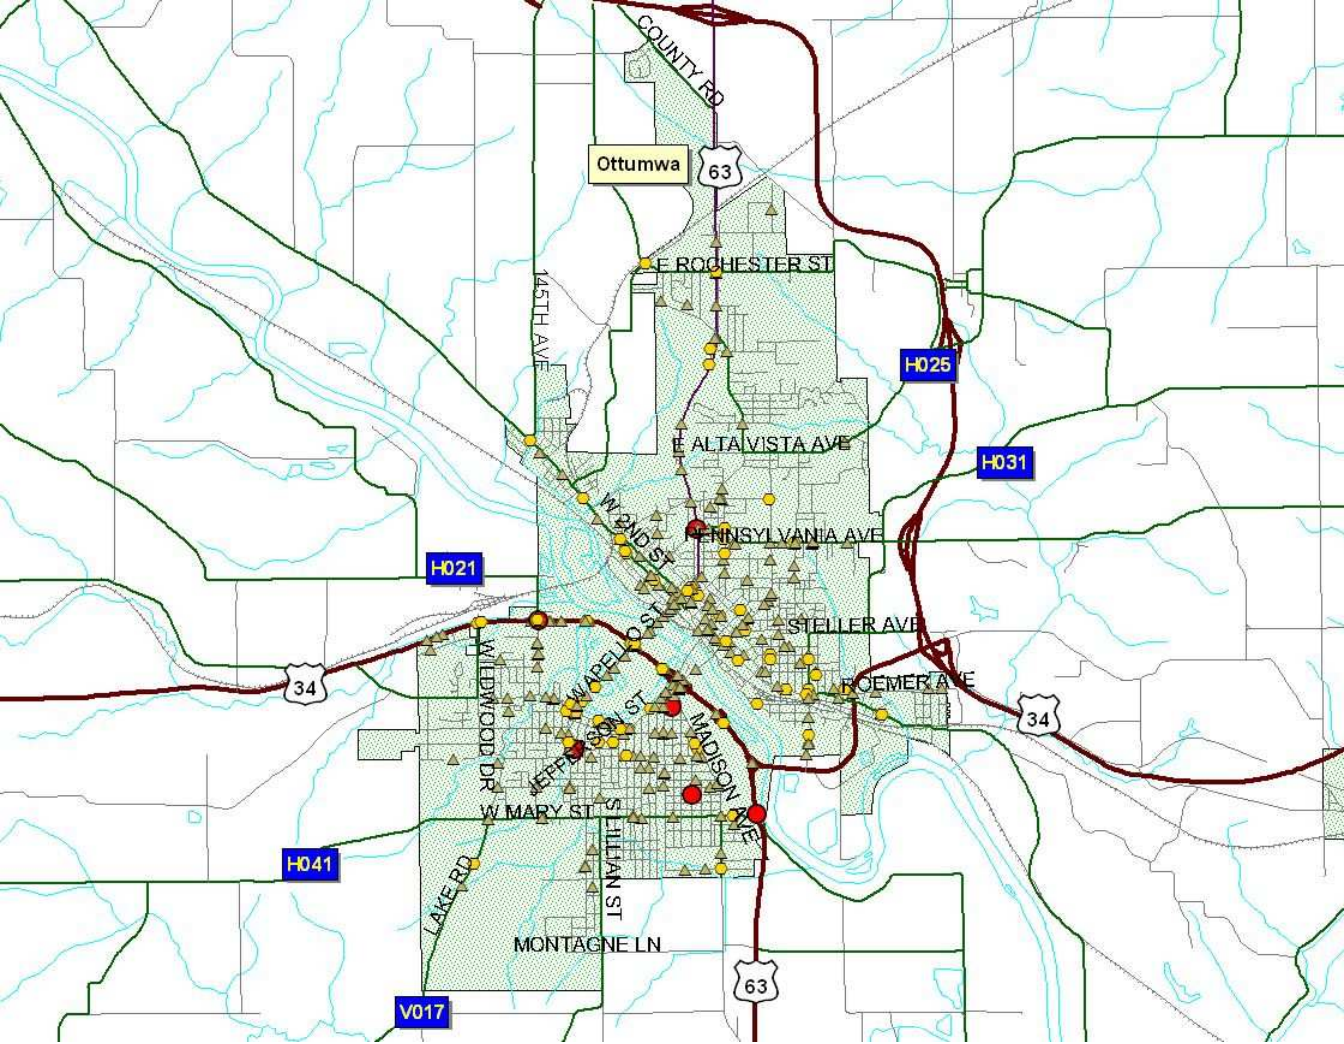 COUNTY RD
Ottumwa
63
E ROCHESTER ST
145TH AVE
H025
E ALTA VISTA AVE
H031
W 2ND ST
PENNSYLVANIA AVE
H021
STELLER AVE
WAPELLO ST
34
WILDWOOD DR
ROEMER AVE
34
JEFFERSON ST
MADISON AVE
W MARY ST
S LILLIAN ST
H041
LAKE RD
MONTAGNE LN
63
V017